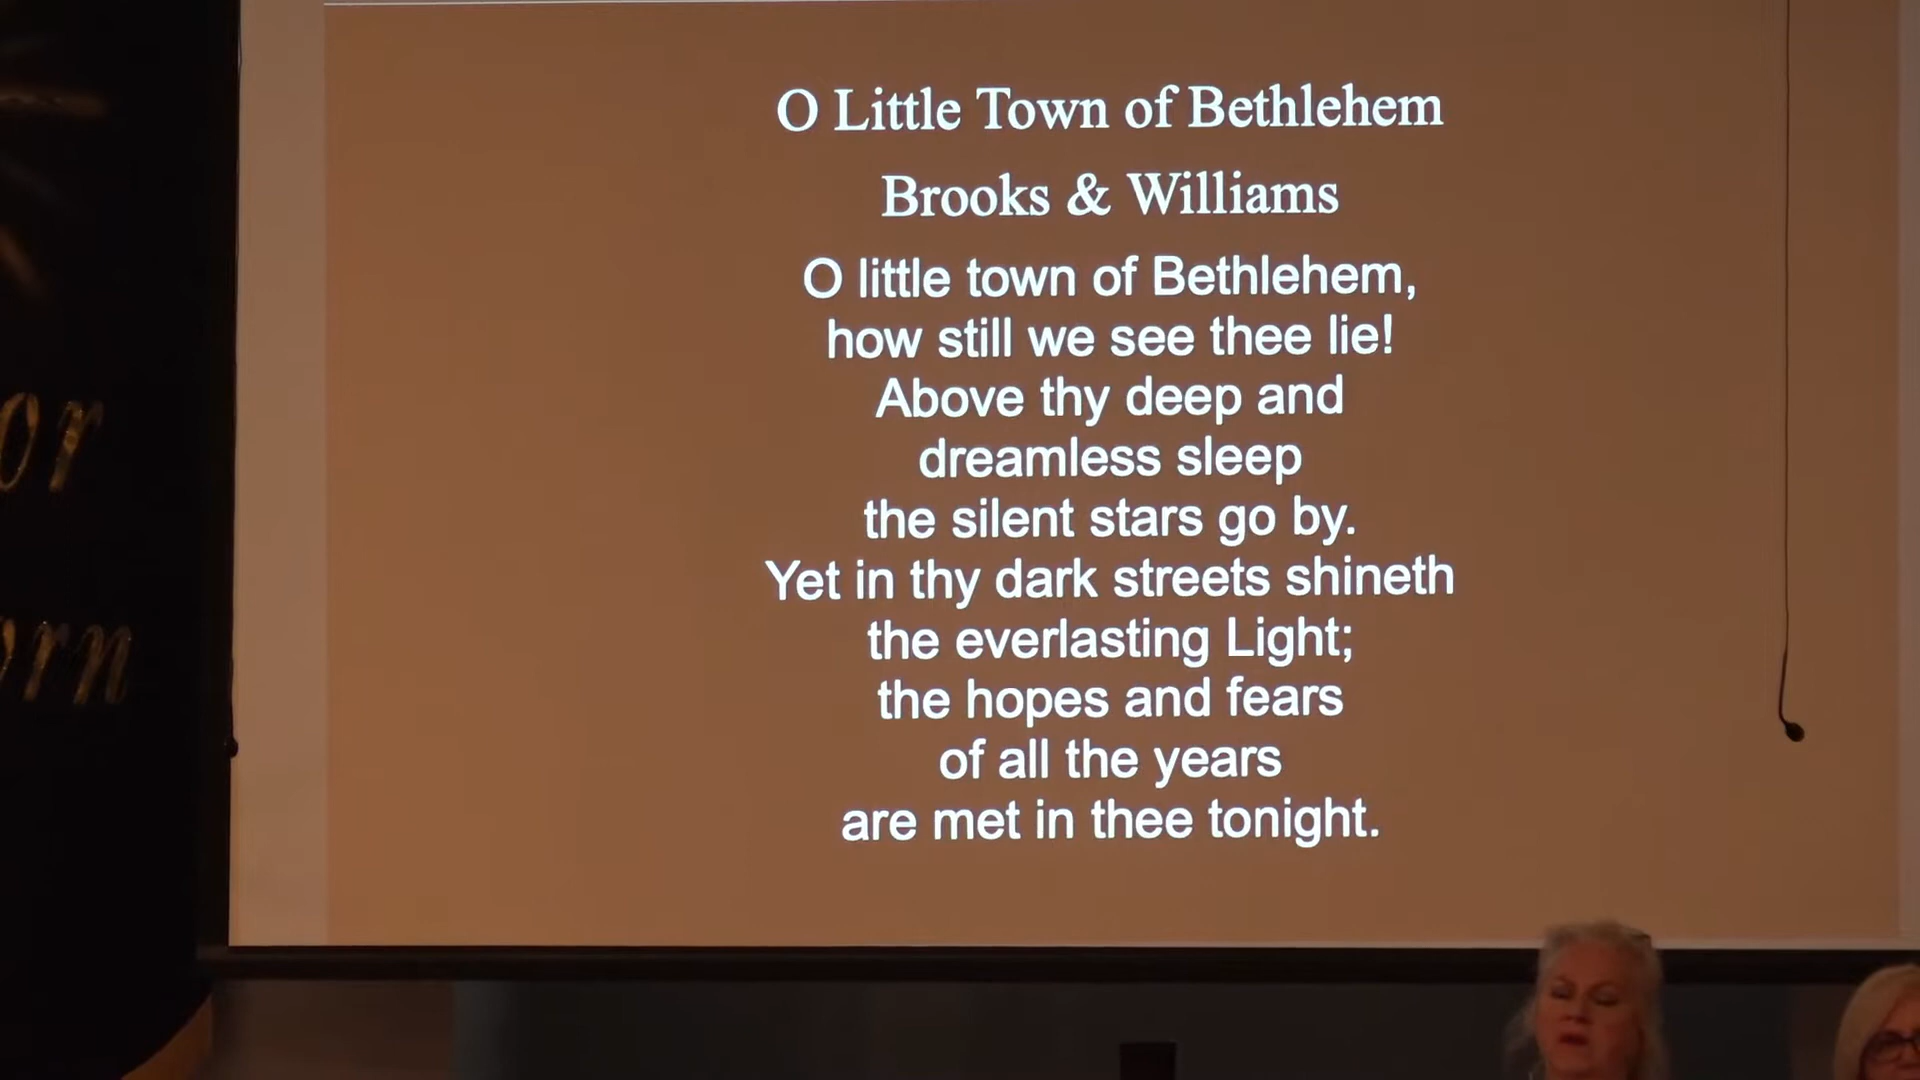 O Little Town of Bethlehem
Brooks & Williams
O little town of Bethlehem,
how still we see thee lie!
Above thy deep and
dreamless sleep
the silent stars go by.
Yet in thy dark streets shineth
the everlasting Light;
the hopes and fears
of all the years
are met in thee tonight.